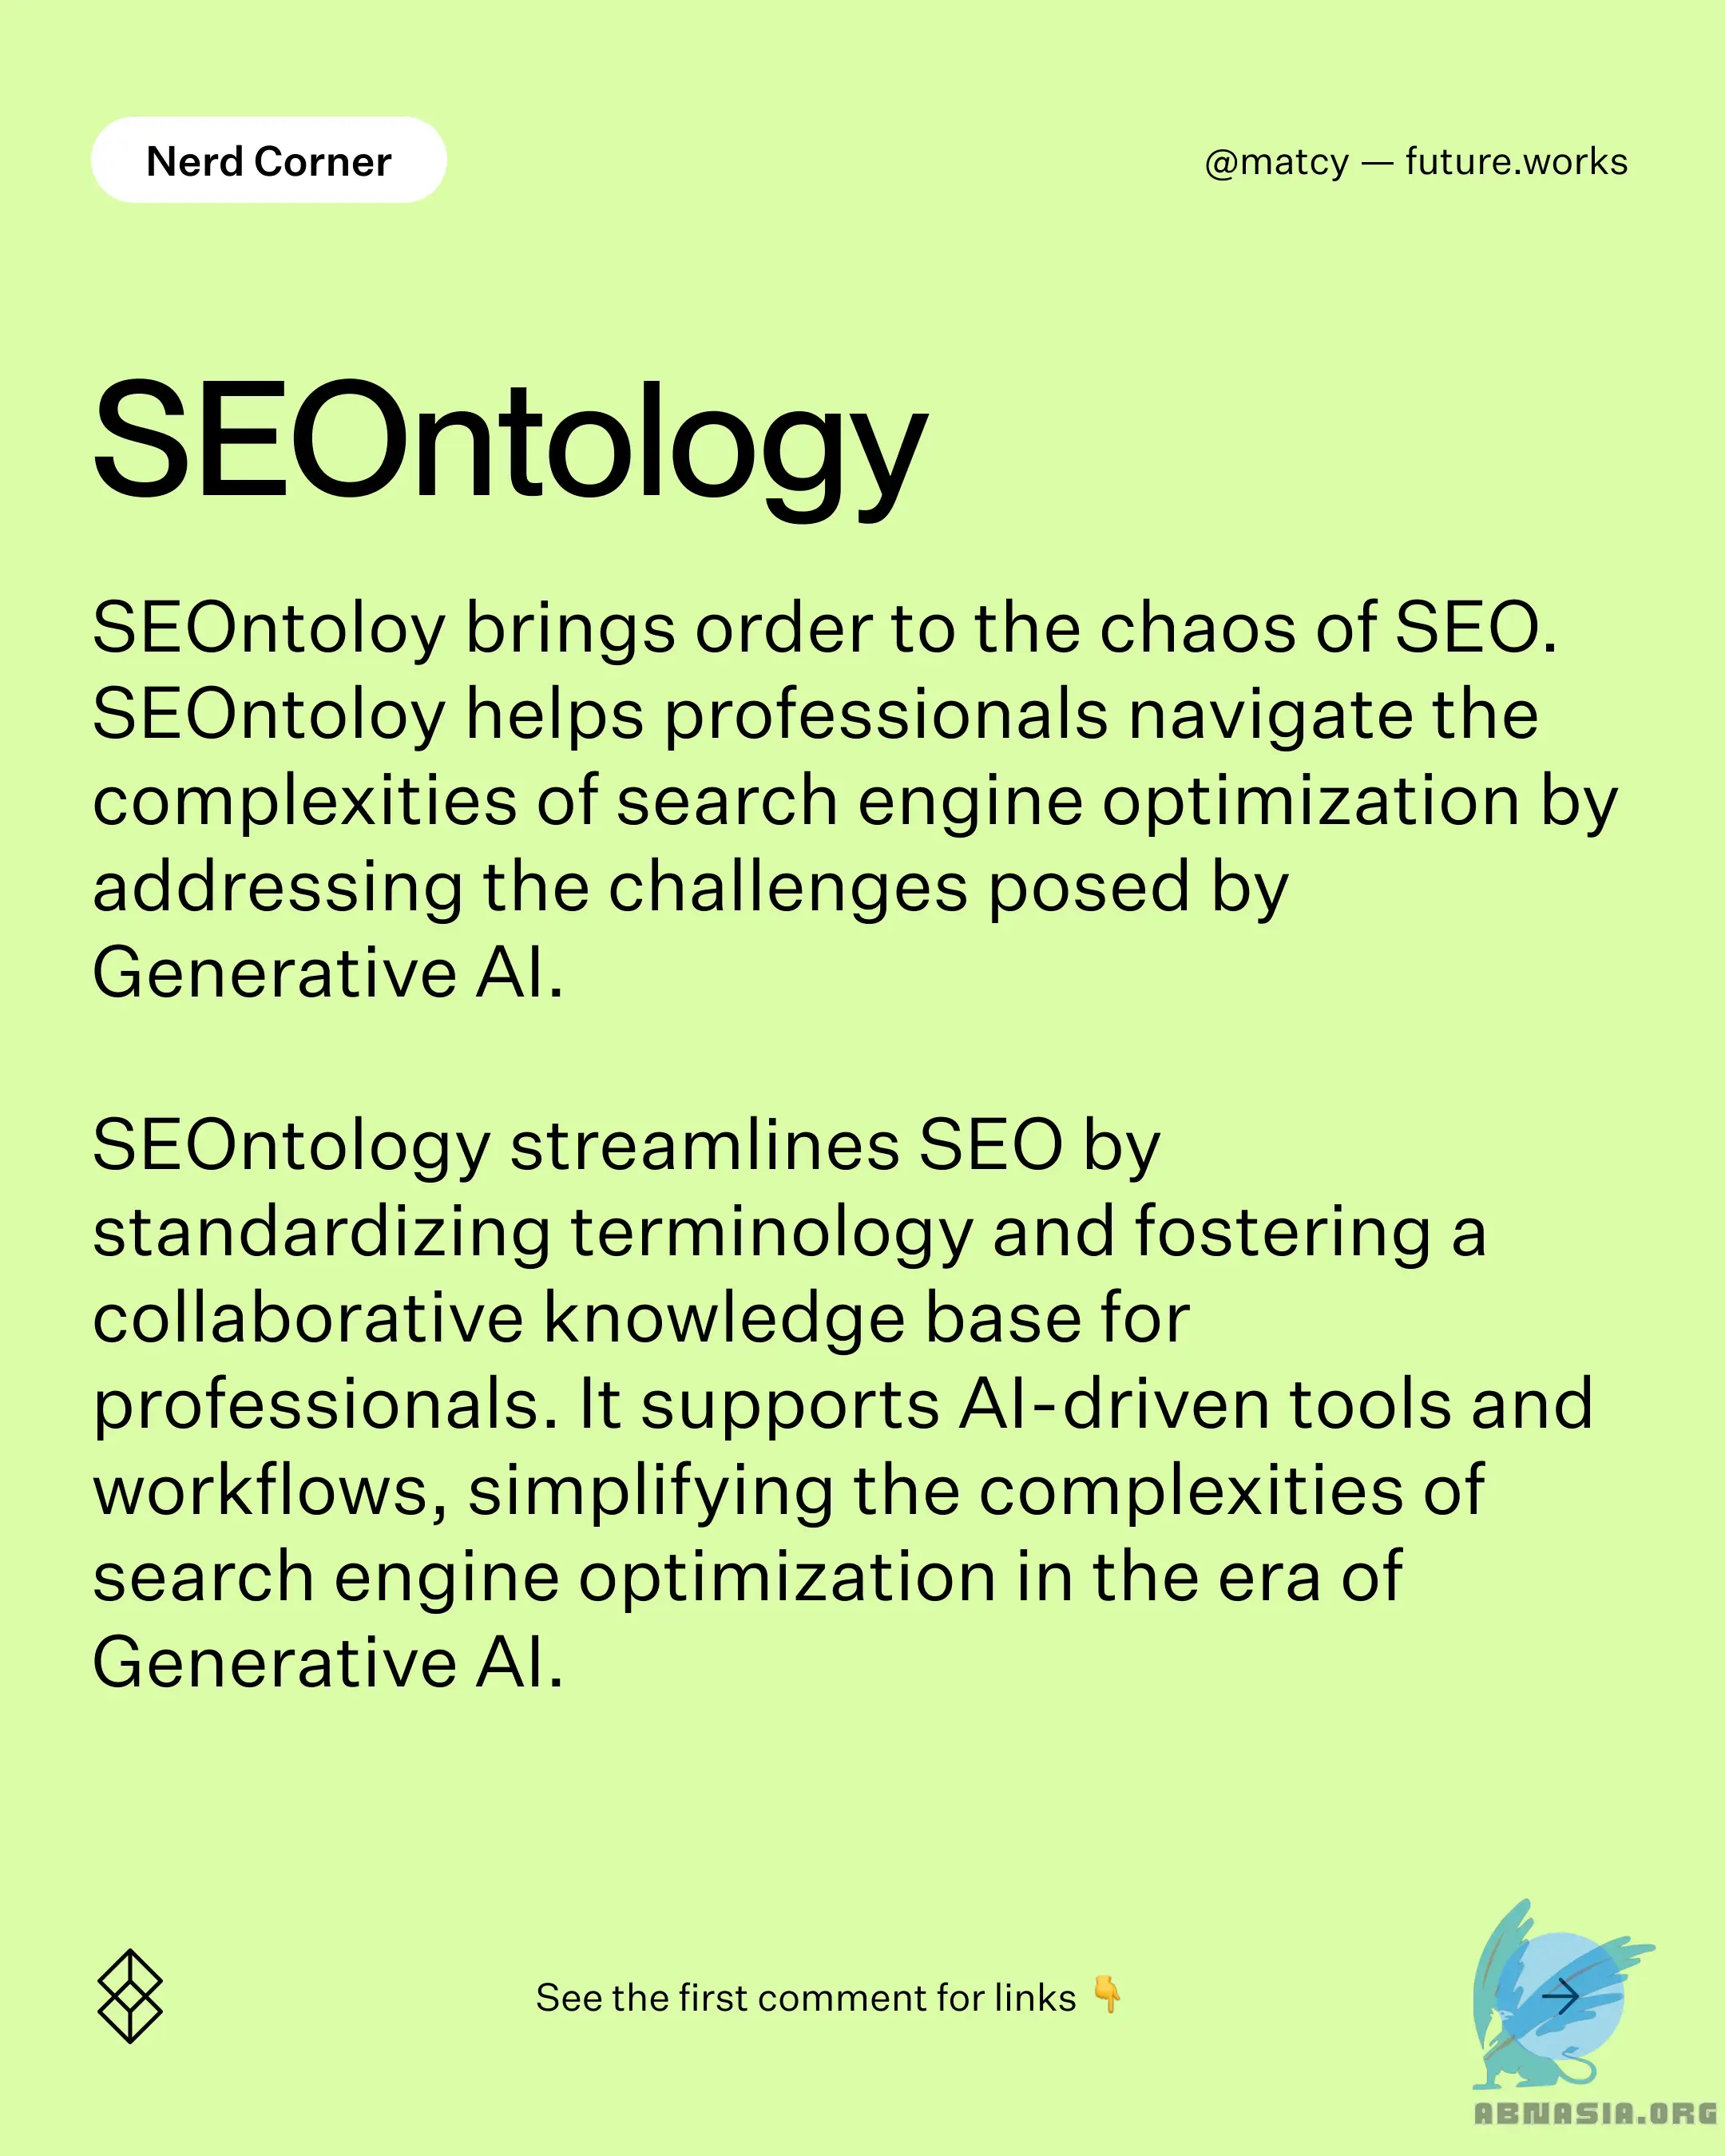 Nerd Corner
@matcy — future.works
SEOntology
SEOntoloy brings order to the chaos of SEO.
SEOntoloy helps professionals navigate the
complexities of search engine optimization by
addressing the challenges posed by
Generative AI.
SEOntology streamlines SEO by
standardizing terminology and fostering a
collaborative knowledge base for
professionals. It supports AI-driven tools and
workflows, simplifying the complexities of
search engine optimization in the era of
Generative AI.
See the first comment for links 👇
ABNASIA.ORG